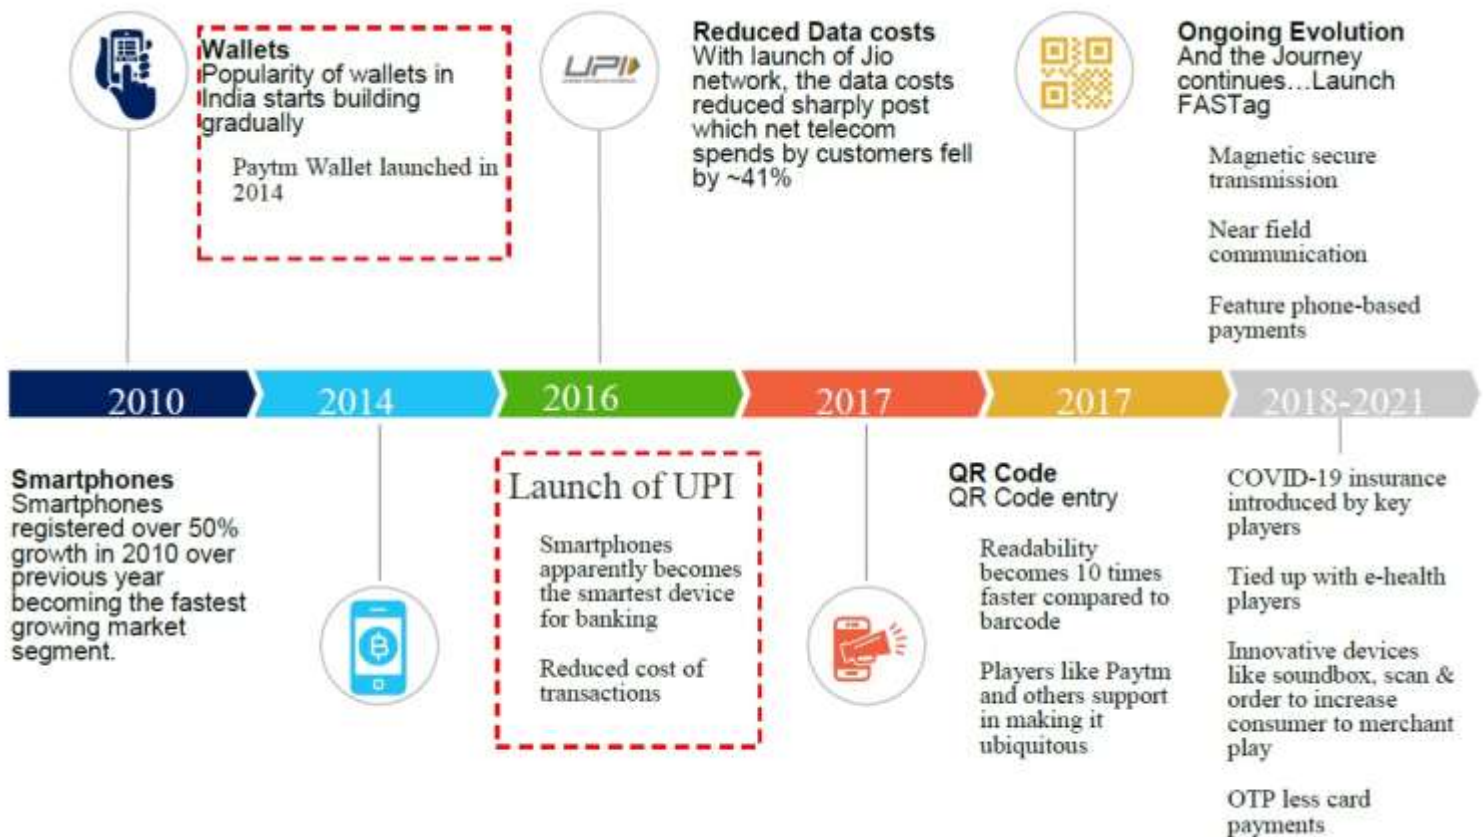 Wallets
Popularity of wallets in
India starts building
gradually
Paytm Wallet launched in
2014
UPI
Reduced Data costs
With launch of Jio
network, the data costs
reduced sharply post
which net telecom
spends by customers fell
by ~41%
Ongoing Evolution
And the Journey
continues…Launch
FASTag
Magnetic secure
transmission
Near field
communication
Feature phone-based
payments
2010
2014
2016
2017
2017
2018-2021
Smartphones
Smartphones
registered over 50%
growth in 2010 over
previous year
becoming the fastest
growing market
segment.
Launch of UPI
Smartphones
apparently becomes
the smartest device
for banking
Reduced cost of
transactions
QR Code
QR Code entry
Readability
becomes 10 times
faster compared to
barcode
Players like Paytm
and others support
in making it
ubiquitous
COVID-19 insurance
introduced by key
players
Tied up with e-health
players
Innovative devices
like soundbox, scan &
order to increase
consumer to merchant
play
OTP less card
payments